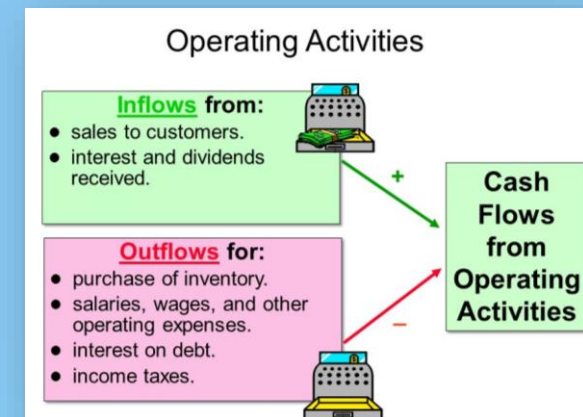 Operating Activities
Inflows from:
● sales to customers.
● interest and dividends
received.
+
Cash
Flows
from
Operating
Activities
Outflows for:
● purchase of inventory.
● salaries, wages, and other
operating expenses.
● interest on debt.
● income taxes.
–